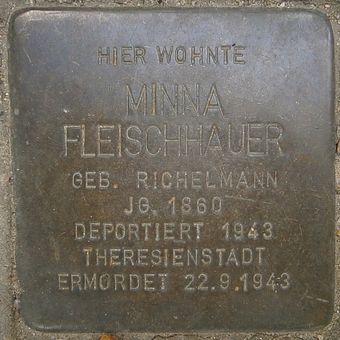 HIER WOHNTE
MINNA
FLEISCHHAUER
GEB. RICHELMANN
JG. 1860
DEPORTIERT 1943
THERESIENSTADT
ERMORDET 22.9.1943